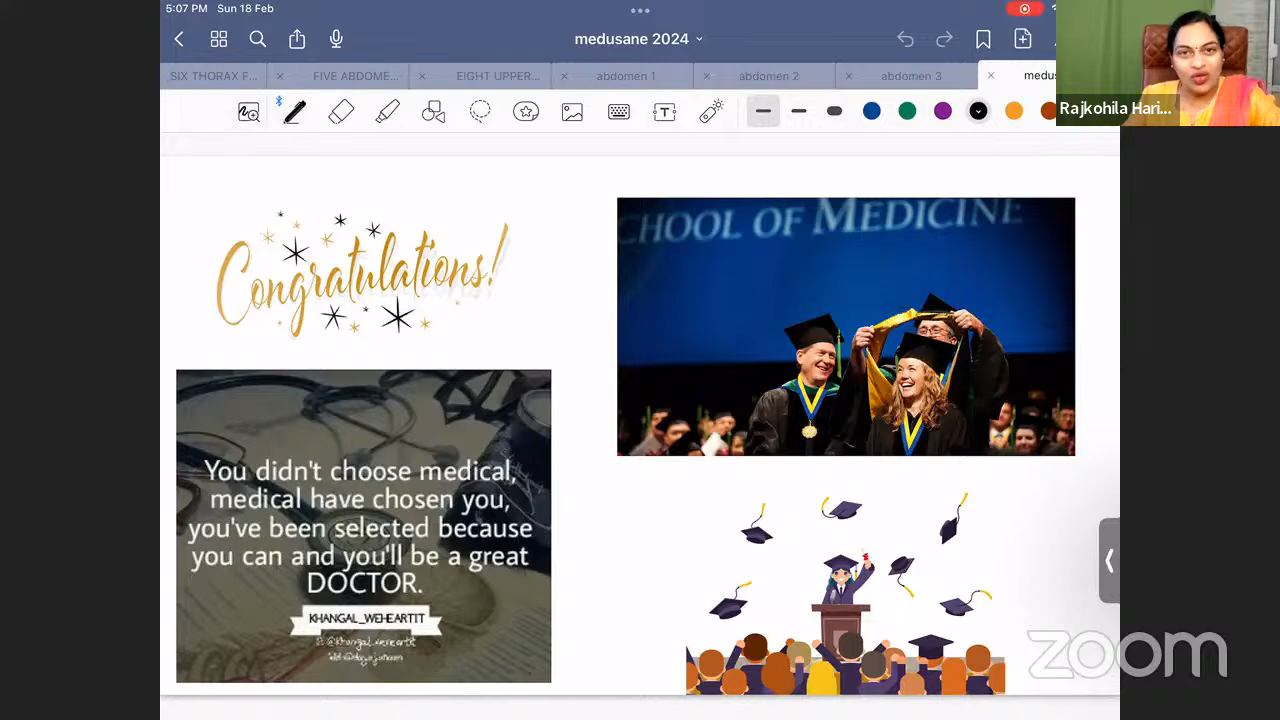 5:07 PM Sun 18 Feb
medusane 2024
SIX THORAX F...
FIVE ABDOME...
EIGHT UPPER...
abdomen 1
abdomen 2
abdomen 3
medus
Rajkohila Hari...
Congratulations!
CHOOL OF MEDICINE
You didn't choose medical,
medical have chosen you,
you've been selected because
you can and you'll be a great
DOCTOR.
KHANGAL_WEHEARTIT
zoom